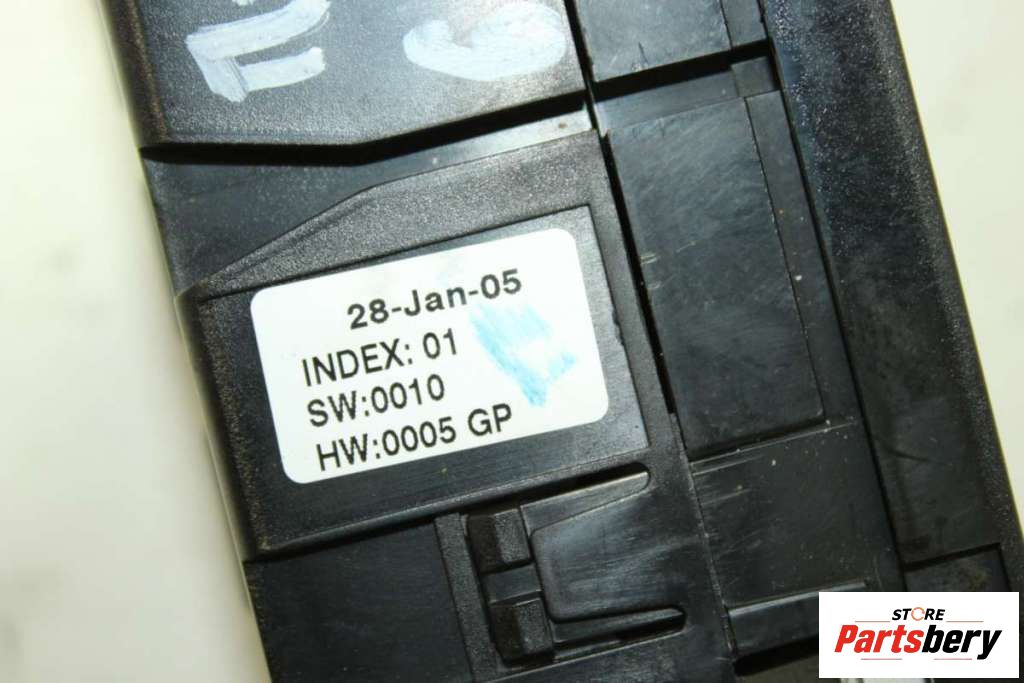 28-Jan-05
INDEX: 01
SW:0010
HW:0005 GP
STORE
Partsbery